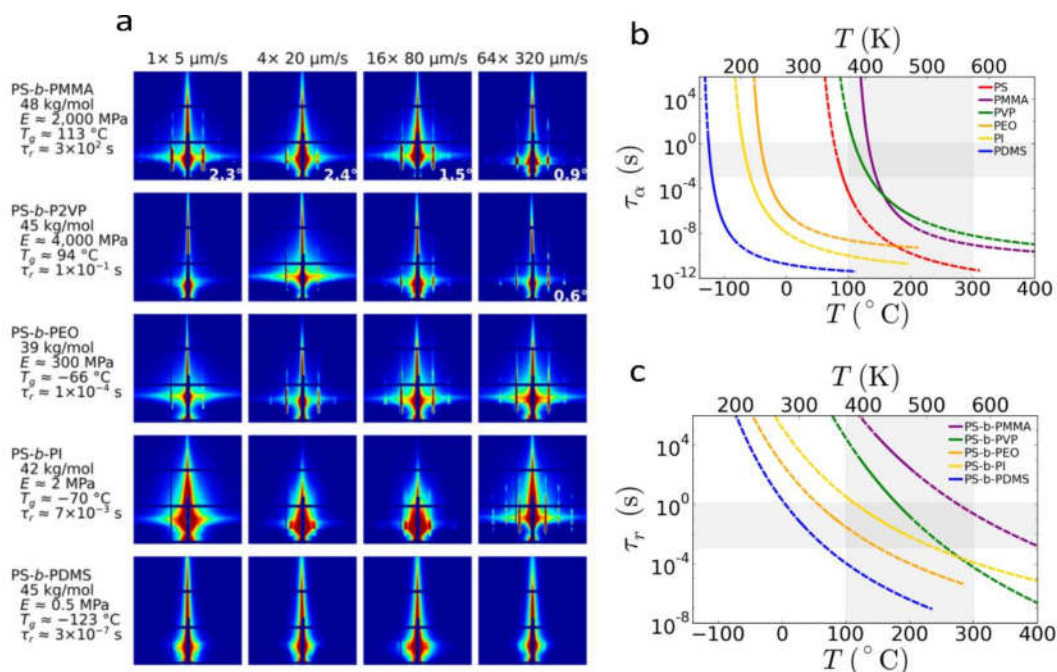 a
1× 5 μm/s 4× 20 μm/s 16× 80 μm/s 64× 320 μm/s
PS-b-PMMA
48 kg/mol
E ≈ 2,000 MPa
Tg ≈ 113 °C
τr ≈ 3×10² s
2.3° 2.4° 1.5° 0.9°
PS-b-P2VP
45 kg/mol
E ≈ 4,000 MPa
Tg ≈ 94 °C
τr ≈ 1×10⁻¹ s
0.6°
PS-b-PEO
39 kg/mol
E ≈ 300 MPa
Tg ≈ −66 °C
τr ≈ 1×10⁻⁴ s
PS-b-PI
42 kg/mol
E ≈ 2 MPa
Tg ≈ −70 °C
τr ≈ 7×10⁻³ s
PS-b-PDMS
45 kg/mol
E ≈ 0.5 MPa
Tg ≈ −123 °C
τr ≈ 3×10⁻⁷ s
b
T (K)
200 300 400 500 600
τα (s)
10⁴
10⁰
10⁻⁴
10⁻⁸
10⁻¹²
PS
PMMA
PVP
PEO
PI
PDMS
−100 0 100 200 300 400
T (°C)
c
T (K)
200 300 400 500 600
τr (s)
10⁴
10⁰
10⁻⁴
10⁻⁸
PS-b-PMMA
PS-b-PVP
PS-b-PEO
PS-b-PI
PS-b-PDMS
−100 0 100 200 300 400
T (°C)